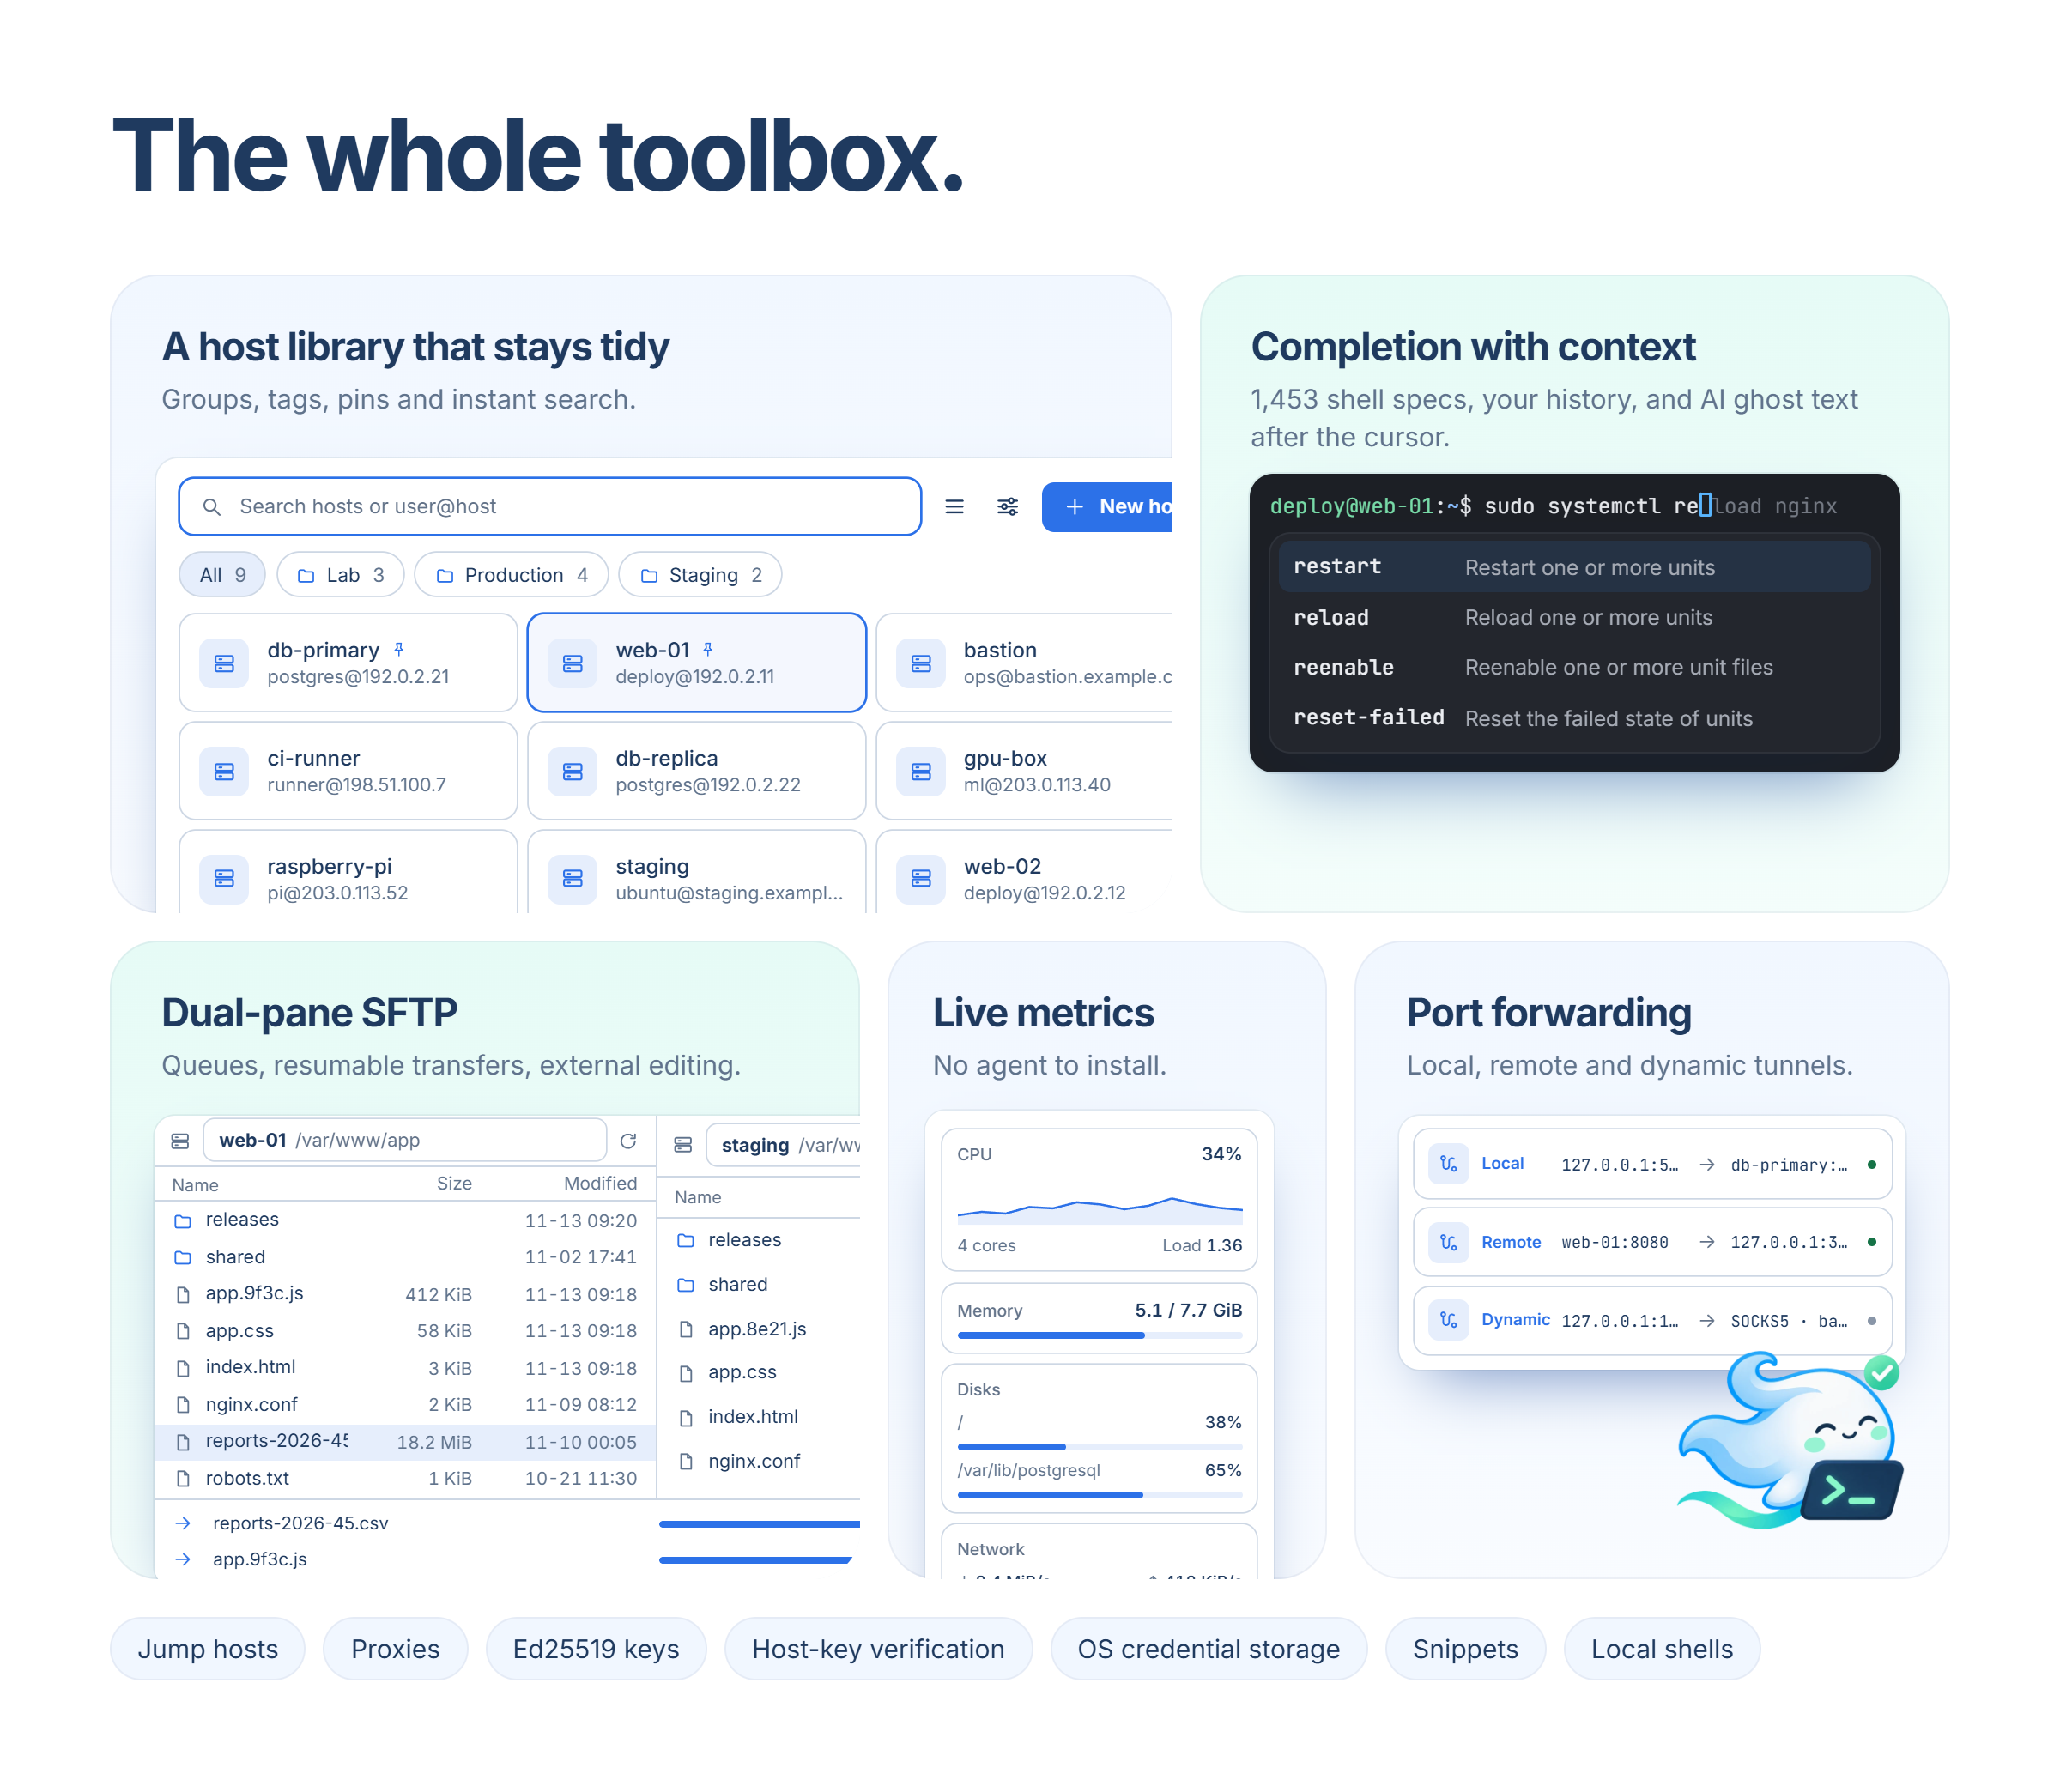 The whole toolbox.
A host library that stays tidy
Groups, tags, pins and instant search.
Search hosts or user@host
New ho
All 9
Lab 3
Production 4
Staging 2
db-primary
postgres@192.0.2.21
web-01
deploy@192.0.2.11
bastion
ops@bastion.example.c
ci-runner
runner@198.51.100.7
db-replica
postgres@192.0.2.22
gpu-box
ml@203.0.113.40
raspberry-pi
pi@203.0.113.52
staging
ubuntu@staging.exampl...
web-02
deploy@192.0.2.12
Completion with context
1,453 shell specs, your history, and AI ghost text
after the cursor.
deploy@web-01:~$ sudo systemctl reload nginx
restart Restart one or more units
reload Reload one or more units
reenable Reenable one or more unit files
reset-failed Reset the failed state of units
Dual-pane SFTP
Queues, resumable transfers, external editing.
web-01 /var/www/app
Name Size Modified
releases 11-13 09:20
shared 11-02 17:41
app.9f3c.js 412 KiB 11-13 09:18
app.css 58 KiB 11-13 09:18
index.html 3 KiB 11-13 09:18
nginx.conf 2 KiB 11-09 08:12
reports-2026-45 18.2 MiB 11-10 00:05
robots.txt 1 KiB 10-21 11:30
staging /var/w
Name
releases
shared
app.8e21.js
app.css
index.html
nginx.conf
reports-2026-45.csv
app.9f3c.js
Live metrics
No agent to install.
CPU 34%
4 cores Load 1.36
Memory 5.1 / 7.7 GiB
Disks
/ 38%
/var/lib/postgresql 65%
Network
Port forwarding
Local, remote and dynamic tunnels.
Local 127.0.0.1:5… → db-primary:…
Remote web-01:8080 → 127.0.0.1:3…
Dynamic 127.0.0.1:1… → SOCKS5 · ba…
Jump hosts
Proxies
Ed25519 keys
Host-key verification
OS credential storage
Snippets
Local shells